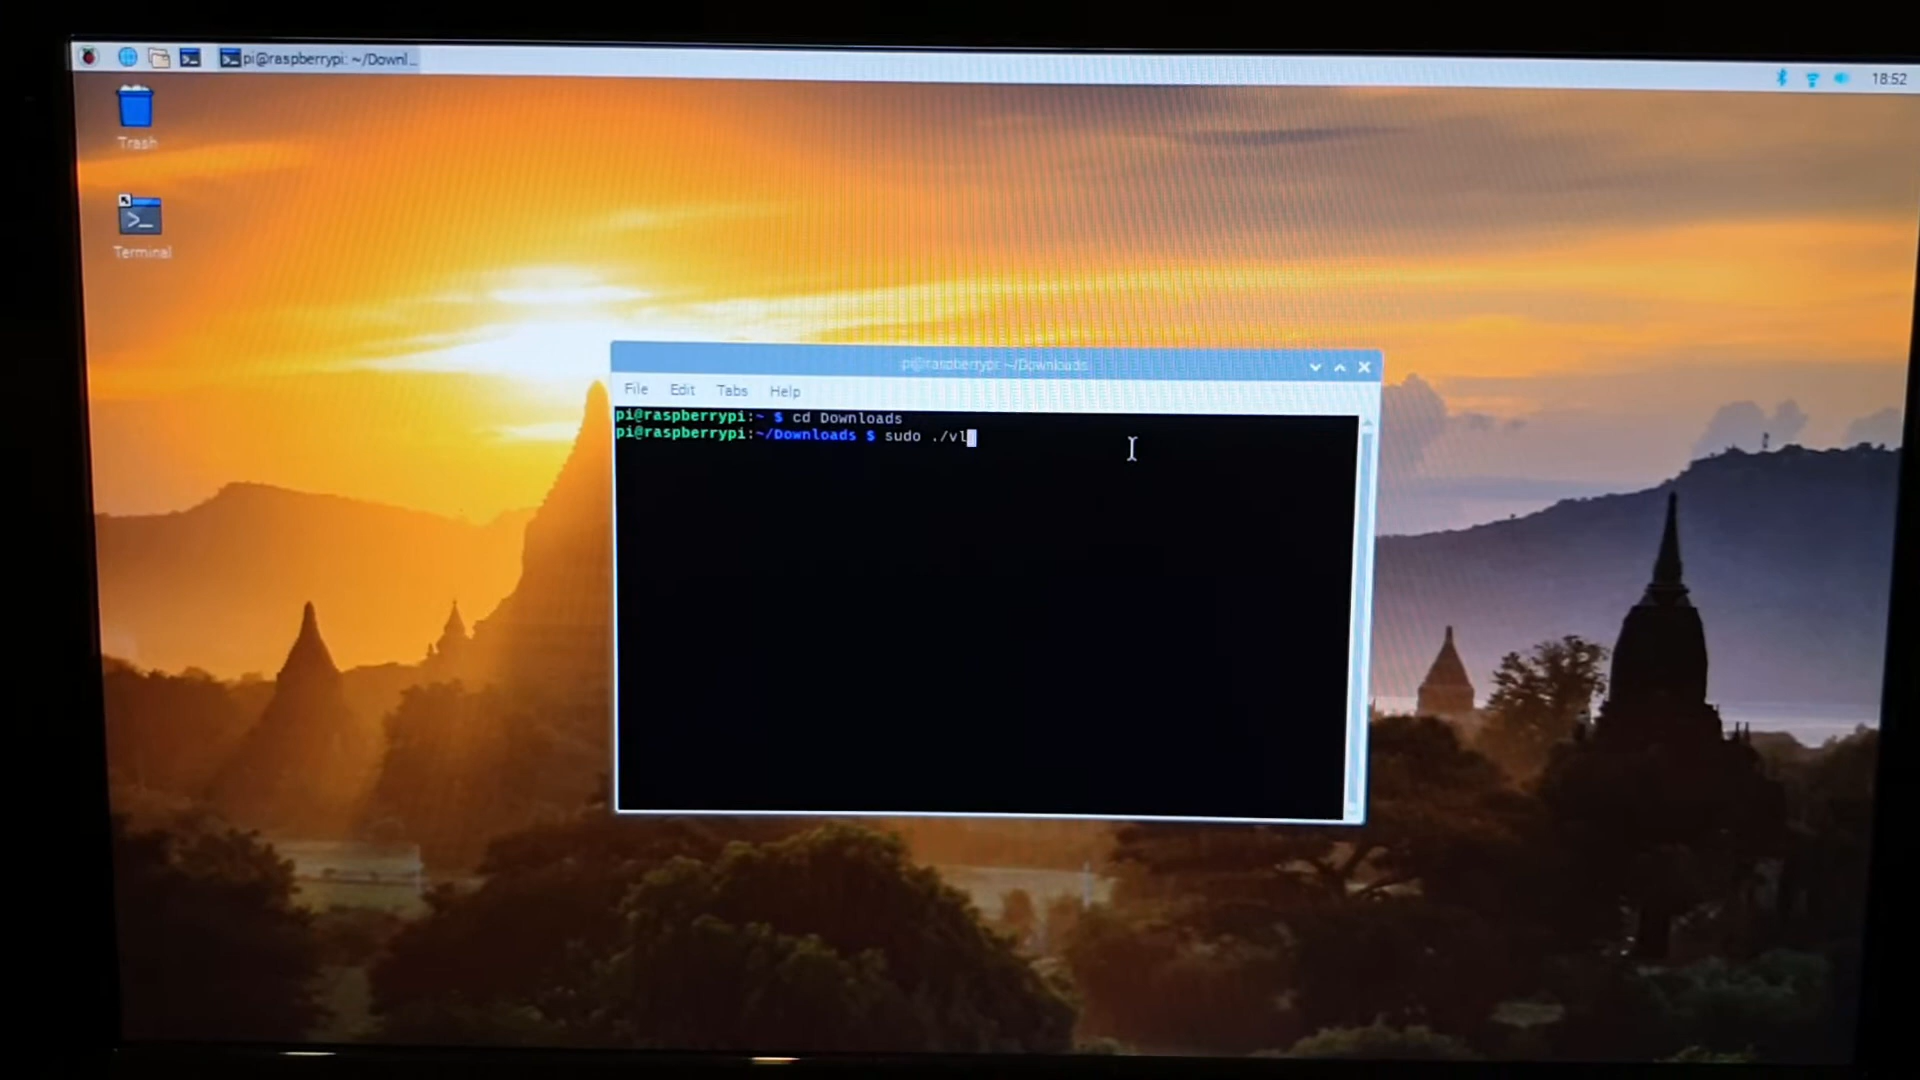 pi@raspberrypi: ~/Downl...
18:52
Trash
Terminal
pi@raspberrypi: ~/Downloads
File Edit Tabs Help
pi@raspberrypi:~ $ cd Downloads
pi@raspberrypi:~/Downloads $ sudo ./vl